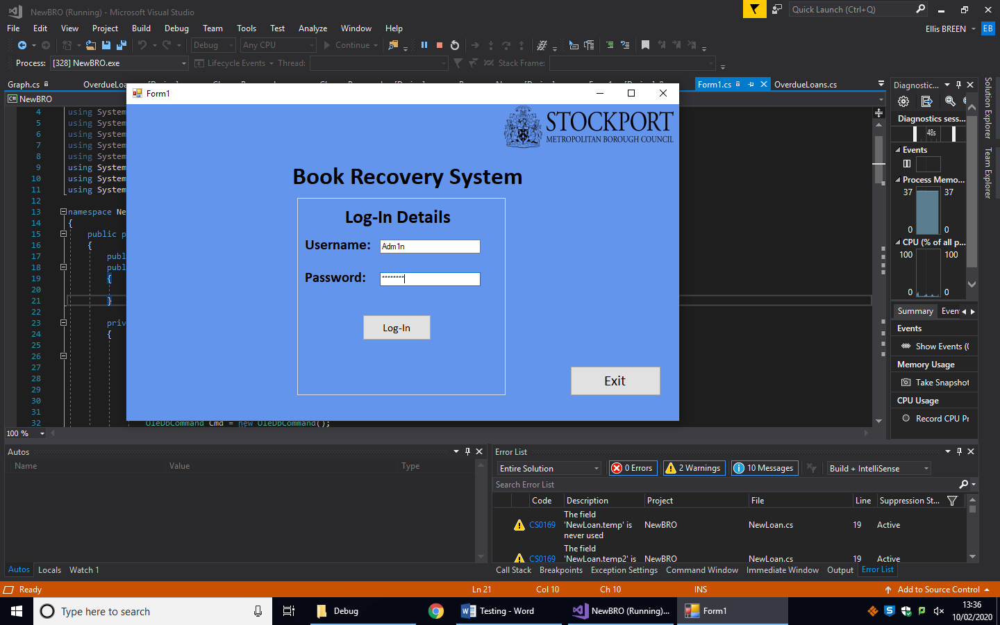 NewBRO (Running) - Microsoft Visual Studio
Quick Launch (Ctrl+Q)
File Edit View Project Build Debug Team Tools Test Analyze Window Help
Ellis BREEN EB
Debug Any CPU Continue
Process: [328] NewBRO.exe Lifecycle Events Thread: Stack Frame:
Graph.cs Form1.cs OverdueLoans.cs
C# NewBRO
4 using System
5 using System
6 using System
7 using System
8 using System
9 using System
10 using System
11 using System
12
13 namespace Ne
14 {
15 public p
16 {
17 publ
18 publ
19 {
20
21 }
22
23 priv
24 {
25
26
27
28
29
30
31
32 OleDbCommand Cmd = new OleDbCommand();
100 %
Form1
STOCKPORT
METROPOLITAN BOROUGH COUNCIL
Book Recovery System
Log-In Details
Username: Adm1n
Password: ********
Log-In
Exit
Diagnostic...
Diagnostics sess...
48s
Events
Process Memo...
37 37
0 0
CPU (% of all p...
100 100
0 0
Summary Even
Events
Show Events (
Memory Usage
Take Snapshot
CPU Usage
Record CPU Pr
Solution Explorer
Team Explorer
Autos
Name Value Type
Autos Locals Watch 1
Error List
Entire Solution 0 Errors 2 Warnings 10 Messages Build + IntelliSense
Search Error List
Code Description Project File Line Suppression St...
CS0169 The field 'NewLoan.temp' is never used NewBRO NewLoan.cs 19 Active
CS0169 The field 'NewLoan.temp2' is NewBRO NewLoan.cs 19 Active
Call Stack Breakpoints Exception Settings Command Window Immediate Window Output Error List
Ready Ln 21 Col 10 Ch 10 INS Add to Source Control
Type here to search
Debug
Testing - Word
NewBRO (Running)...
Form1
13:36
10/02/2020